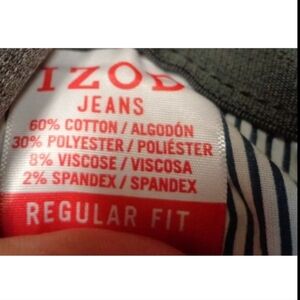 IZOD
JEANS
60% COTTON / ALGODÓN
30% POLYESTER / POLIÉSTER
8% VISCOSE / VISCOSA
2% SPANDEX / SPANDEX
REGULAR FIT